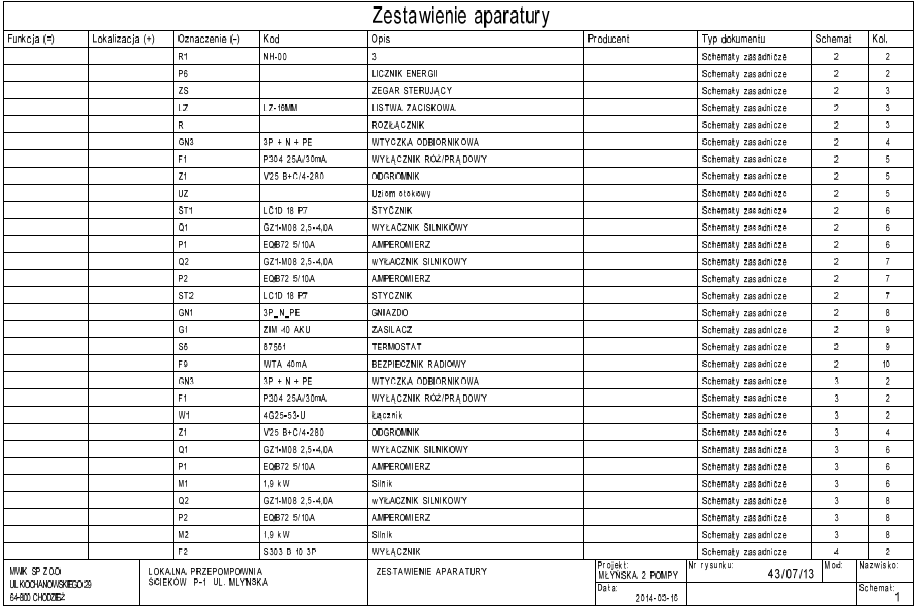 Zestawienie aparatury
Funkcja (=) Lokalizacja (+) Oznaczenie (-) Kod Opis Producent Typ dokumentu Schemat Kol.
R1 NH-00 3 Schematy zasadnicze 2 2
P6 LICZNIK ENERGII Schematy zasadnicze 2 2
ZS ZEGAR STERUJĄCY Schematy zasadnicze 2 3
LZ LZ-16MM LISTWA ZACISKOWA Schematy zasadnicze 2 3
R ROZŁĄCZNIK Schematy zasadnicze 2 3
GN3 3P + N + PE WTYCZKA ODBIORNIKOWA Schematy zasadnicze 2 4
F1 P304 25A/30mA WYŁĄCZNIK RÓŻ/PRĄDOWY Schematy zasadnicze 2 5
Z1 V25 B+C/4-280 ODGROMNIK Schematy zasadnicze 2 5
UZ Uziom otokowy Schematy zasadnicze 2 5
ST1 LC1D 18 P7 STYCZNIK Schematy zasadnicze 2 6
Q1 GZ1-M08 2,5-4,0A WYŁACZNIK SILNIKOWY Schematy zasadnicze 2 6
P1 EQB72 5/10A AMPEROMIERZ Schematy zasadnicze 2 6
Q2 GZ1-M08 2,5-4,0A wYŁACZNIK SILNIKOWY Schematy zasadnicze 2 7
P2 EQB72 5/10A AMPEROMIERZ Schematy zasadnicze 2 7
ST2 LC1D 18 P7 STYCZNIK Schematy zasadnicze 2 7
GN1 3P_N_PE GNIAZDO Schematy zasadnicze 2 8
G1 ZIM 40 AKU ZASILACZ Schematy zasadnicze 2 9
S6 87561 TERMOSTAT Schematy zasadnicze 2 9
F9 WTA 40mA BEZPIECZNIK RADIOWY Schematy zasadnicze 2 10
GN3 3P + N + PE WTYCZKA ODBIORNIKOWA Schematy zasadnicze 3 2
F1 P304 25A/30mA WYŁĄCZNIK RÓŻ/PRĄDOWY Schematy zasadnicze 3 2
W1 4G25-53-U Łącznik Schematy zasadnicze 3 2
Z1 V25 B+C/4-280 ODGROMNIK Schematy zasadnicze 3 4
Q1 GZ1-M08 2,5-4,0A WYŁACZNIK SILNIKOWY Schematy zasadnicze 3 6
P1 EQB72 5/10A AMPEROMIERZ Schematy zasadnicze 3 6
M1 1,9 kW Silnik Schematy zasadnicze 3 6
Q2 GZ1-M08 2,5-4,0A wYŁACZNIK SILNIKOWY Schematy zasadnicze 3 8
P2 EQB72 5/10A AMPEROMIERZ Schematy zasadnicze 3 8
M2 1,9 kW Silnik Schematy zasadnicze 3 8
F2 S303 B 10 3P WYŁĄCZNIK Schematy zasadnicze 4 2
MWIK SP. Z O.O.
UL.KOCHANOWSKIEGO 29
64-800 CHODZIEŻ
LOKALNA PRZEPOMPOWNIA
ŚCIEKÓW P-1 UL. MŁYŃSKA
ZESTAWIENIE APARATURY
Projekt:
MŁYŃSKA 2 POMPY
Data:
2014-03-16
Nr rysunku:
43/07/13
Mod: Nazwisko:
Schemat:
1